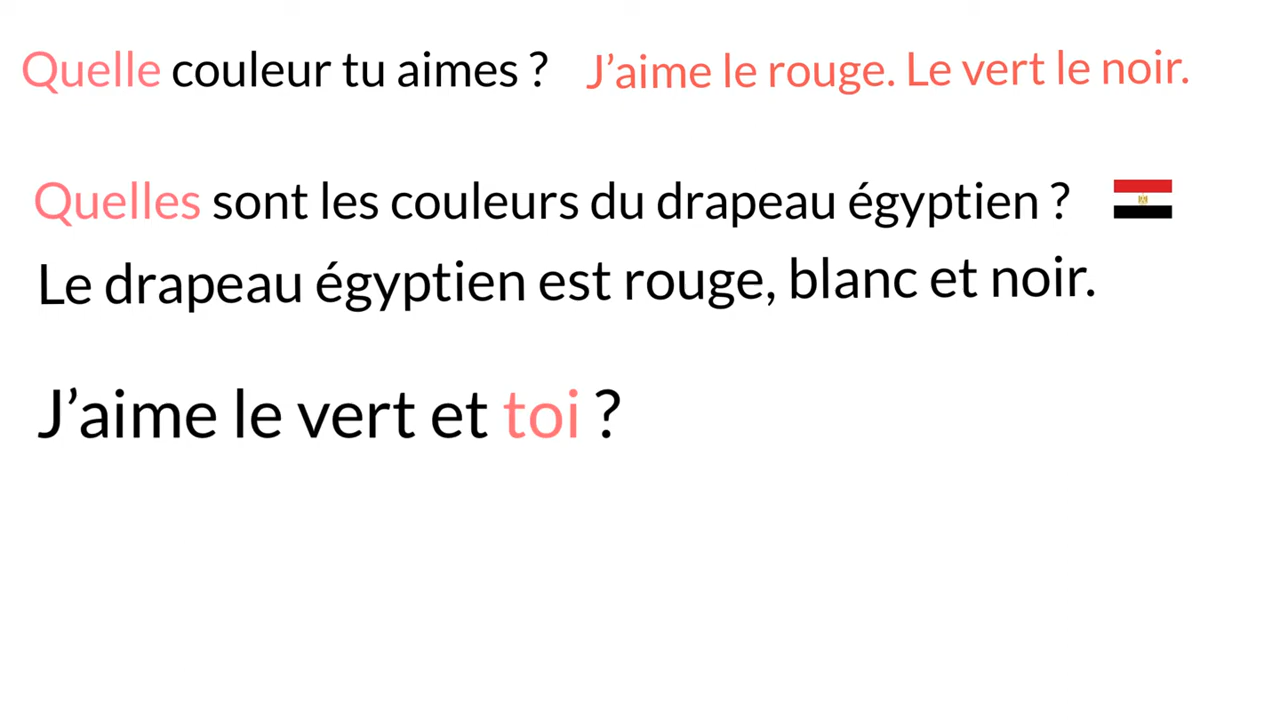 Quelle couleur tu aimes ? J'aime le rouge. Le vert le noir.
Quelles sont les couleurs du drapeau égyptien ?
Le drapeau égyptien est rouge, blanc et noir.
J'aime le vert et toi ?